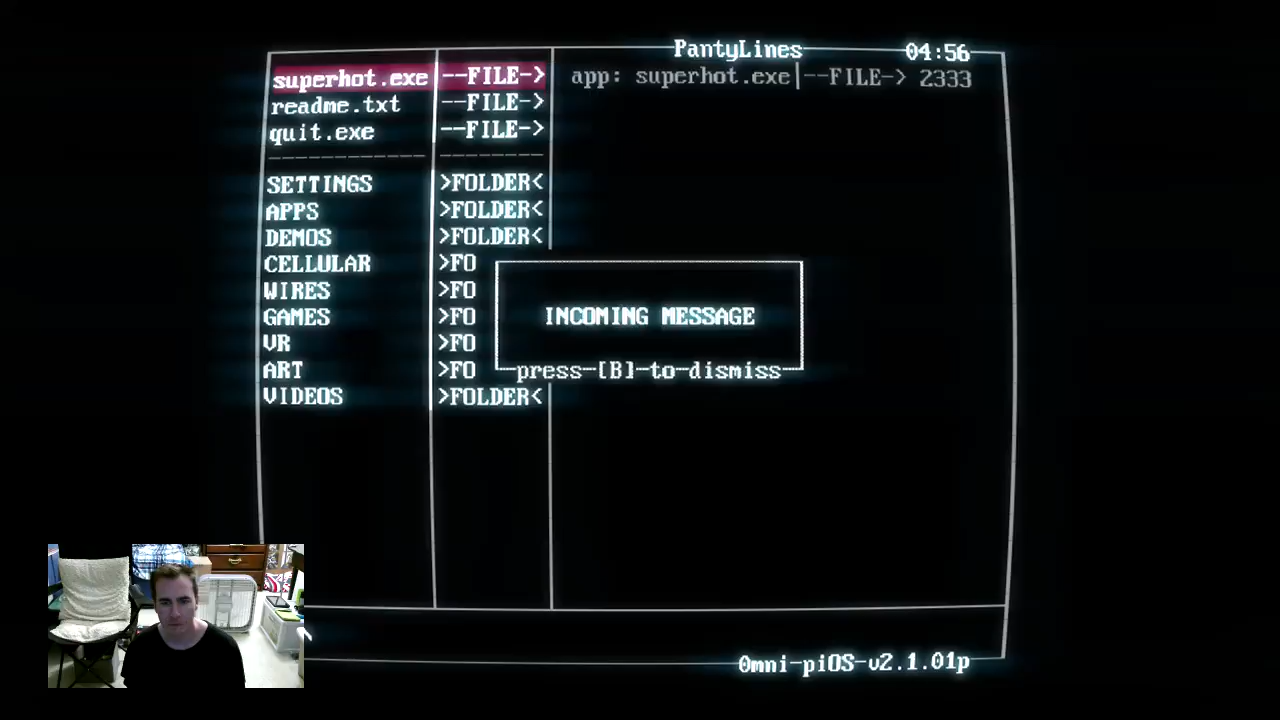 PantyLines 04:56
superhot.exe --FILE-> app: superhot.exe|--FILE-> 2333
readme.txt --FILE->
quit.exe --FILE->
SETTINGS >FOLDER<
APPS >FOLDER<
DEMOS >FOLDER<
CELLULAR >FO
WIRES >FO
GAMES >FO
VR >FO
ART >FO
VIDEOS >FOLDER<
INCOMING MESSAGE
press-[B]-to-dismiss
0mni-piOS-v2.1.01p